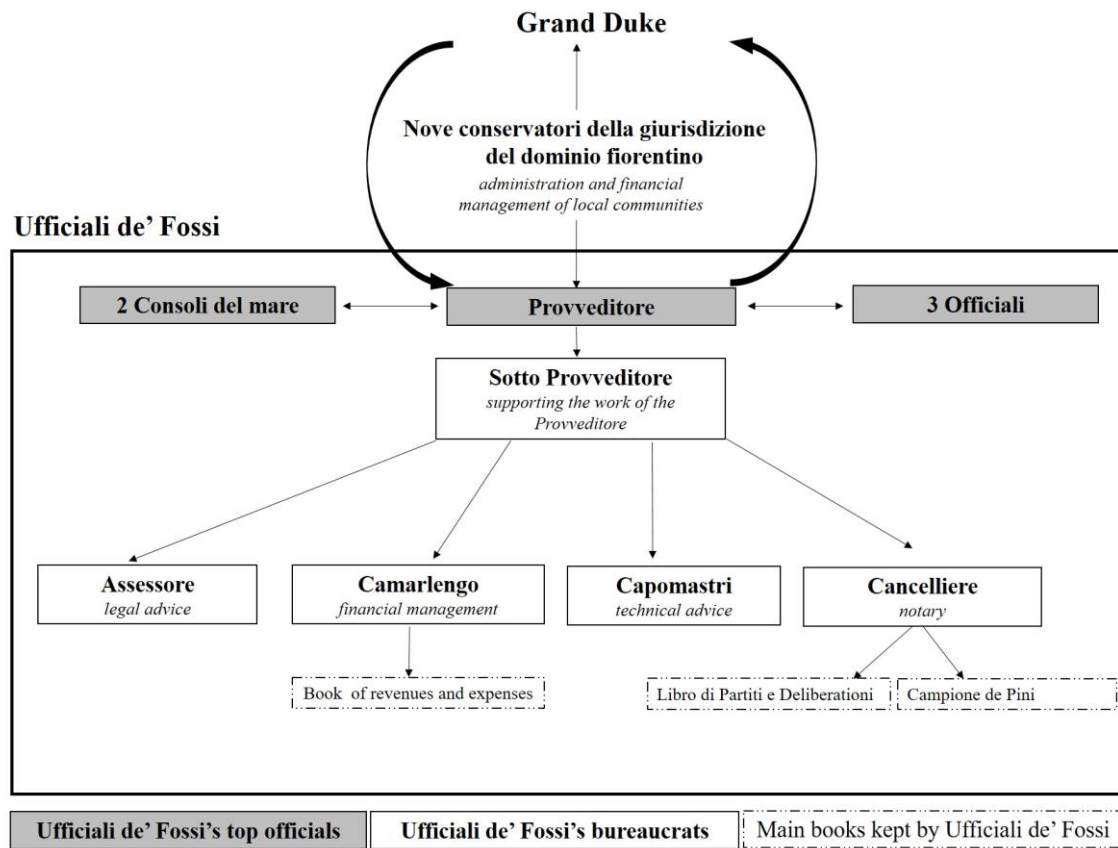 Grand Duke
Nove conservatori della giurisdizione
del dominio fiorentino
administration and financial
management of local communities
Ufficiali de’ Fossi
2 Consoli del mare
Provveditore
3 Officiali
Sotto Provveditore
supporting the work of the
Provveditore
Assessore
legal advice
Camarlengo
financial management
Capomastri
technical advice
Cancelliere
notary
Book of revenues and expenses
Libro di Partiti e Deliberationi
Campione de Pini
Ufficiali de’ Fossi’s top officials
Ufficiali de’ Fossi’s bureaucrats
Main books kept by Ufficiali de’ Fossi